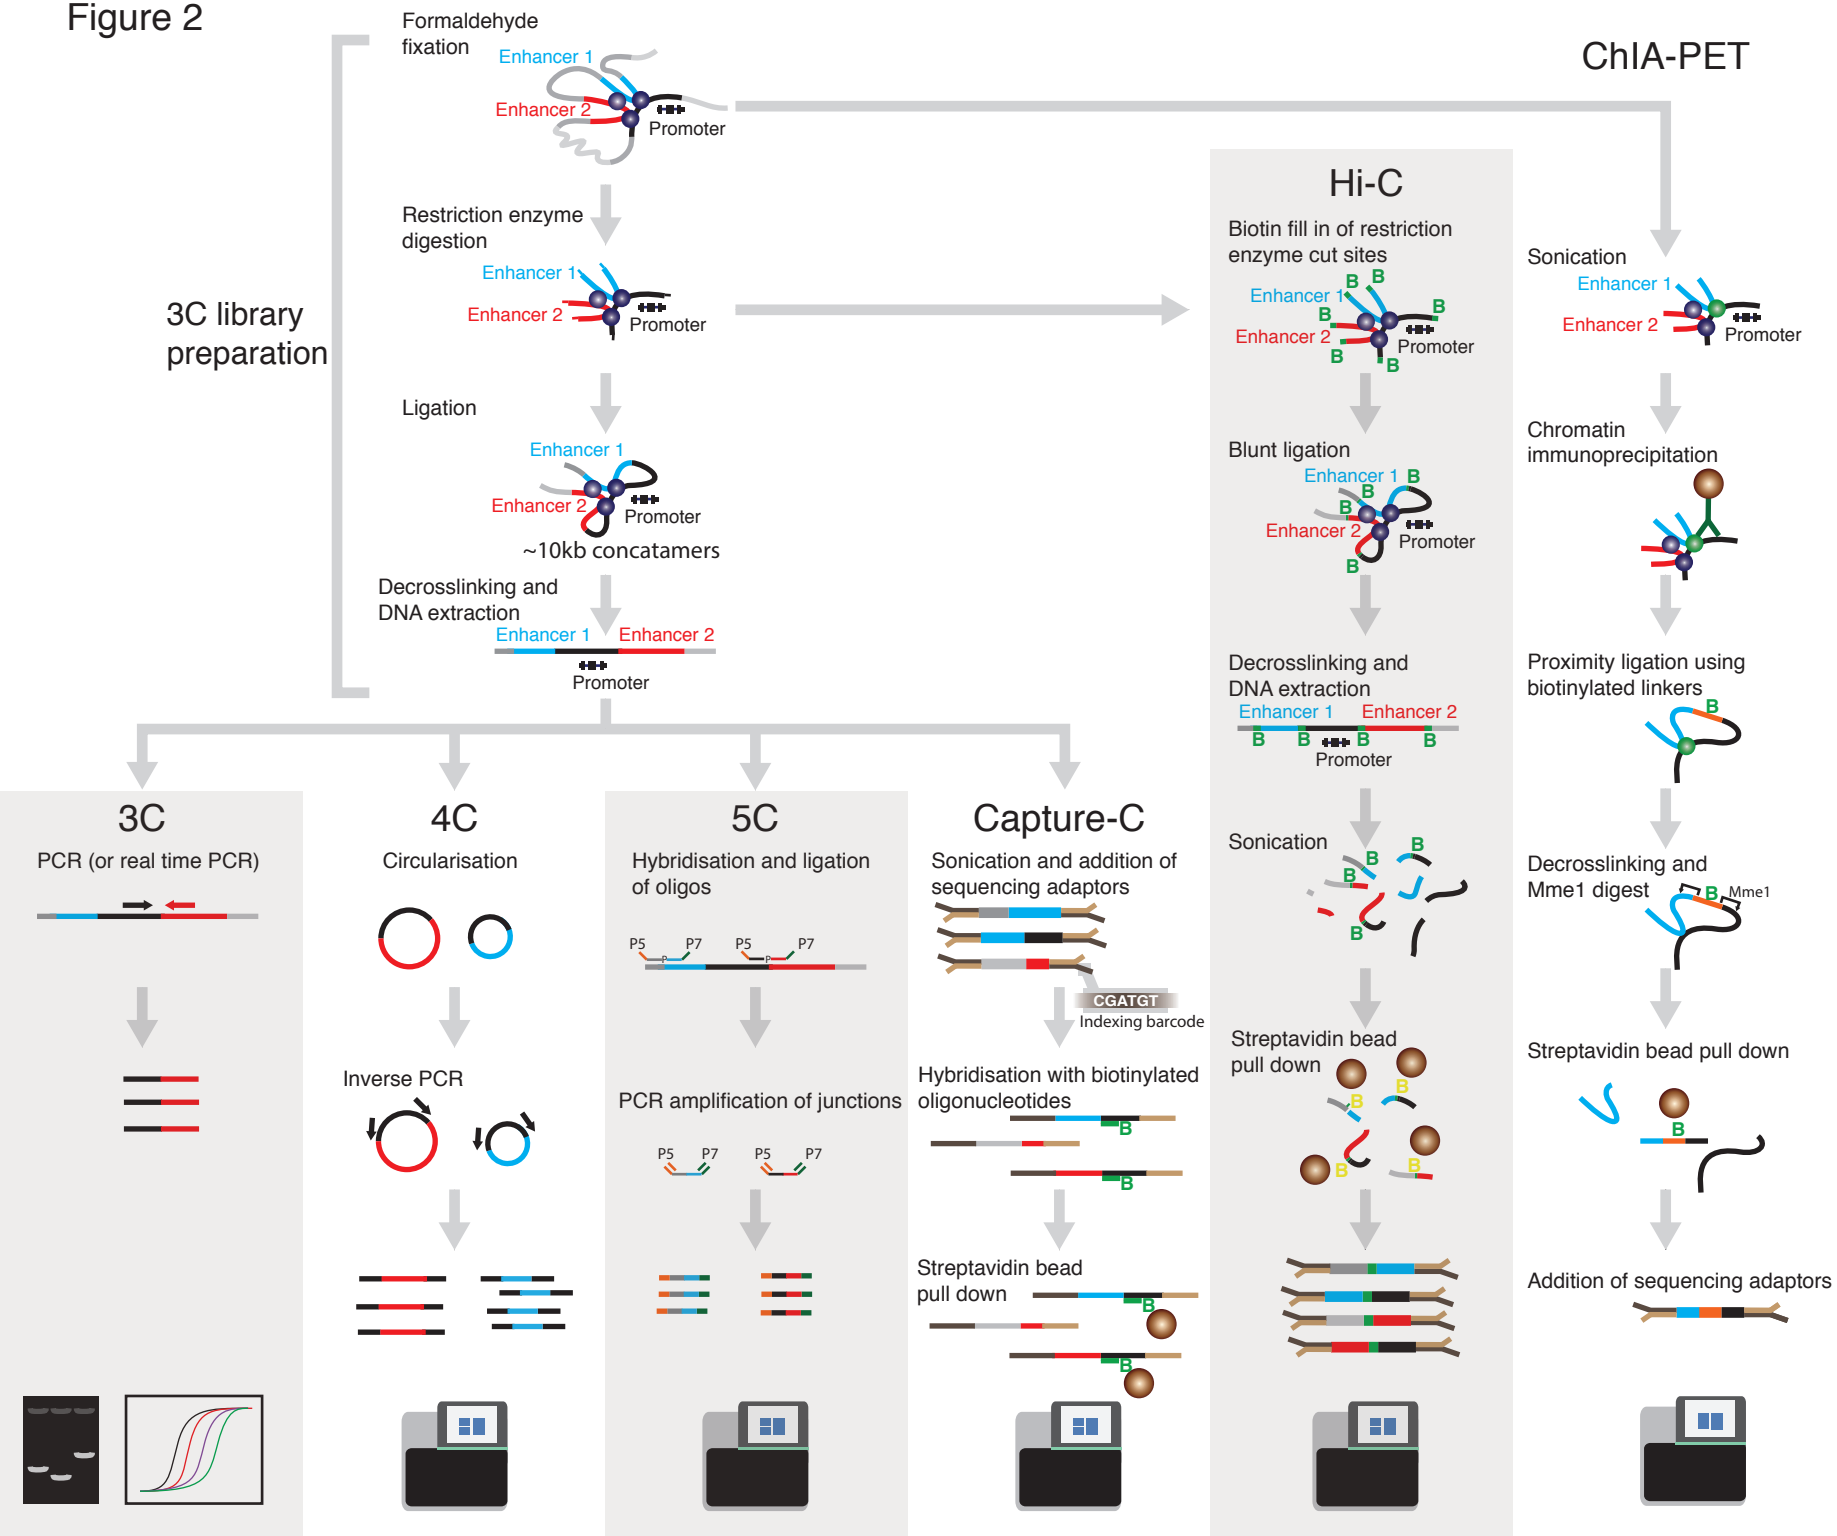 Figure 2
3C library
preparation
Formaldehyde
fixation
Enhancer 1
Enhancer 2
Promoter
Restriction enzyme
digestion
Enhancer 1
Enhancer 2
Promoter
Ligation
Enhancer 1
Enhancer 2
Promoter
~10kb concatamers
Decrosslinking and
DNA extraction
Enhancer 1 Enhancer 2
Promoter
3C
PCR (or real time PCR)
4C
Circularisation
Inverse PCR
5C
Hybridisation and ligation
of oligos
P5 P7 P5 P7
P P
PCR amplification of junctions
P5 P7 P5 P7
Capture-C
Sonication and addition of
sequencing adaptors
CGATGT
Indexing barcode
Hybridisation with biotinylated
oligonucleotides
B
B
Streptavidin bead
pull down
B
B
Hi-C
Biotin fill in of restriction
enzyme cut sites
B B
Enhancer 1
B
B
Enhancer 2
Promoter
B
B
Blunt ligation
Enhancer 1 B
B
B
Enhancer 2
Promoter
B
Decrosslinking and
DNA extraction
Enhancer 1 Enhancer 2
B B B B
Promoter
Sonication
B
B
B
B
Streptavidin bead
pull down
B
B
B
B
ChIA-PET
Sonication
Enhancer 1
Enhancer 2
Promoter
Chromatin
immunoprecipitation
Proximity ligation using
biotinylated linkers
B
Decrosslinking and
Mme1 digest
B Mme1
Streptavidin bead pull down
B
Addition of sequencing adaptors